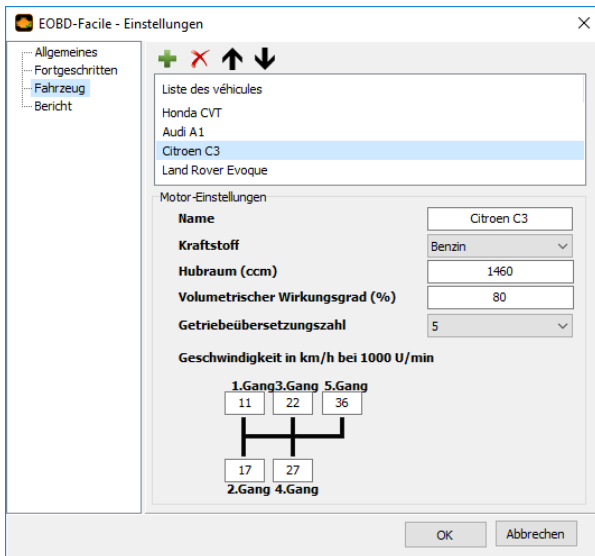 EOBD-Facile - Einstellungen
Allgemeines
Fortgeschritten
Fahrzeug
Bericht
Liste des véhicules
Honda CVT
Audi A1
Citroen C3
Land Rover Evoque
Motor-Einstellungen
Name Citroen C3
Kraftstoff Benzin
Hubraum (ccm) 1460
Volumetrischer Wirkungsgrad (%) 80
Getriebeübersetzungszahl 5
Geschwindigkeit in km/h bei 1000 U/min
1.Gang 3.Gang 5.Gang
11 22 36
17 27
2.Gang 4.Gang
OK Abbrechen